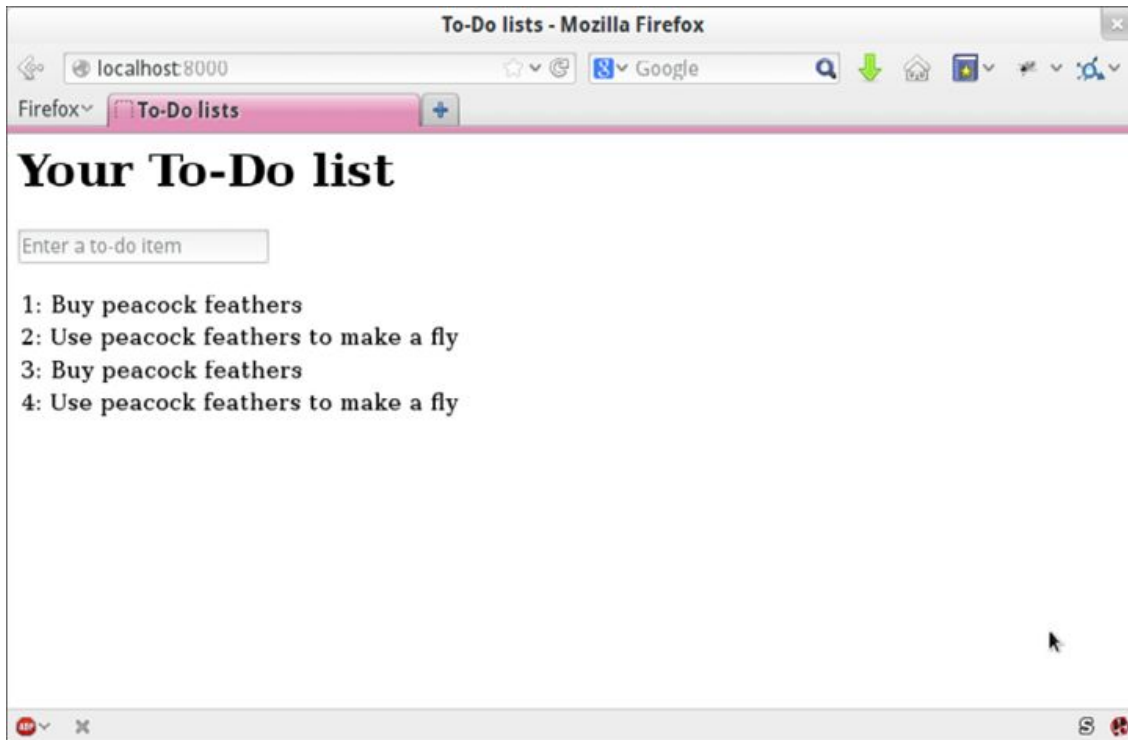 To-Do lists - Mozilla Firefox
localhost:8000
8 Google
Firefox
To-Do lists
Your To-Do list
Enter a to-do item
1: Buy peacock feathers
2: Use peacock feathers to make a fly
3: Buy peacock feathers
4: Use peacock feathers to make a fly
ABP
S